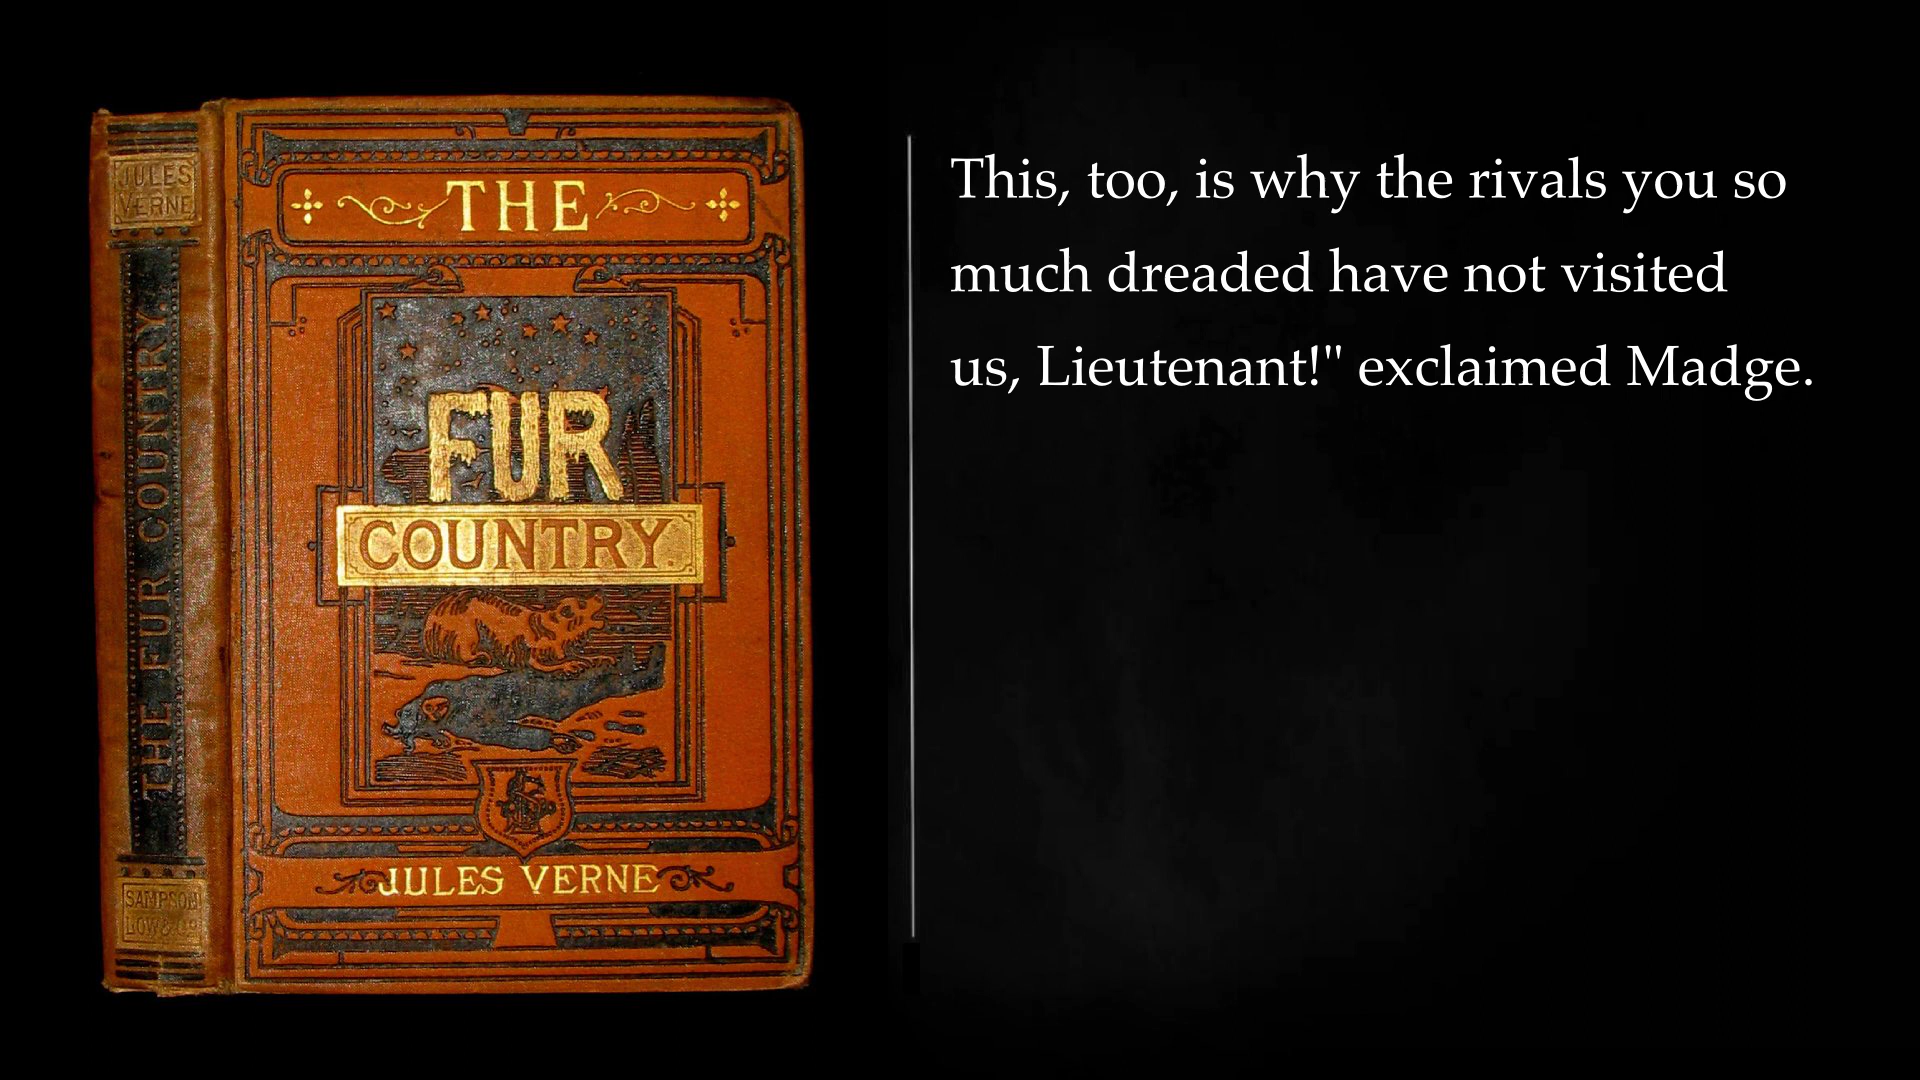 JULES
VERNE
THE FUR COUNTRY.
SAMPSON
LOW & Co
THE
FUR
COUNTRY.
JULES VERNE
This, too, is why the rivals you so
much dreaded have not visited
us, Lieutenant!" exclaimed Madge.